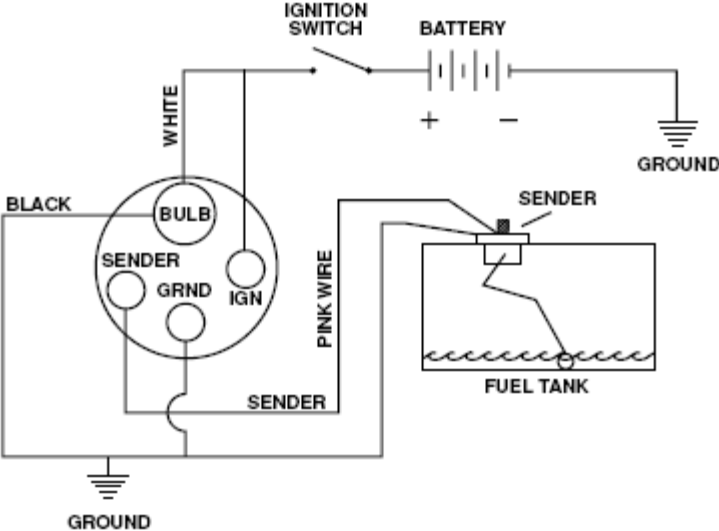 IGNITION
SWITCH
BATTERY
WHITE
+ −
GROUND
BLACK
BULB
SENDER
SENDER
GRND
IGN
PINK WIRE
FUEL TANK
SENDER
GROUND